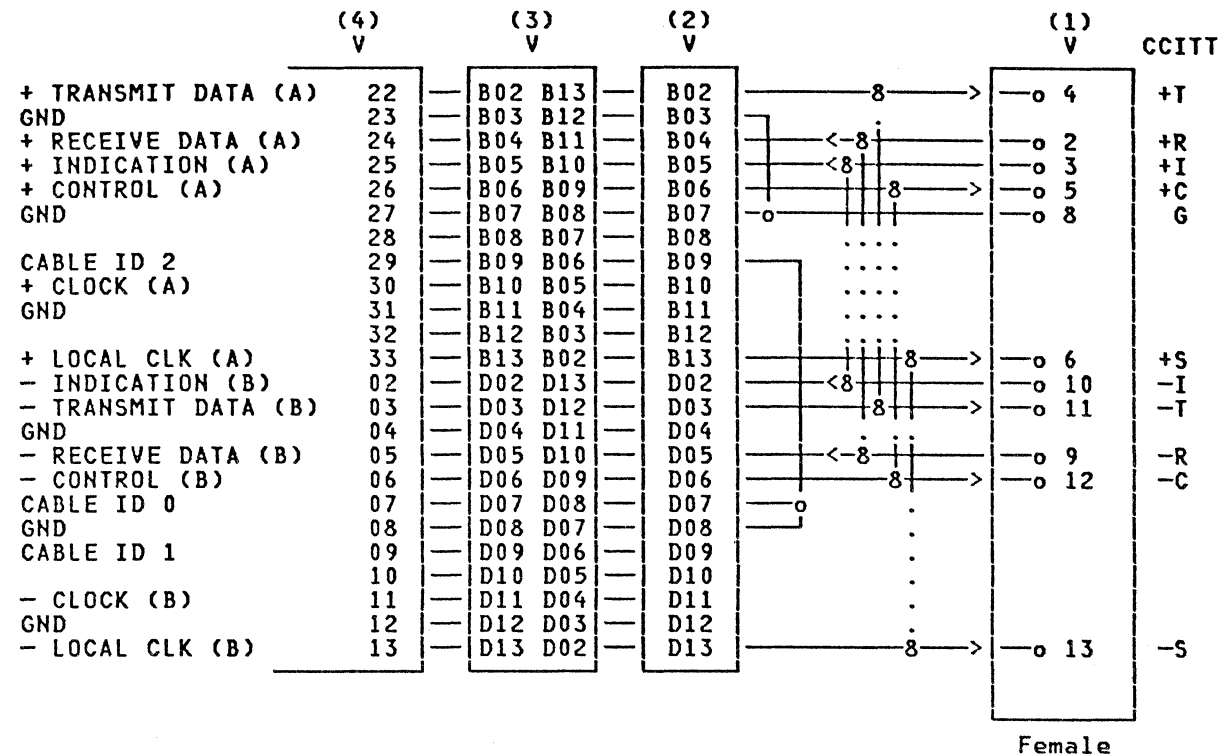 (4) (3) (2) (1)
V V V V CCITT
+ TRANSMIT DATA (A) 22 B02 B13 B02 8 > o 4 +T
GND 23 B03 B12 B03
+ RECEIVE DATA (A) 24 B04 B11 B04 <-8 o 2 +R
+ INDICATION (A) 25 B05 B10 B05 <8 o 3 +I
+ CONTROL (A) 26 B06 B09 B06 8 > o 5 +C
GND 27 B07 B08 B07 o o 8 G
28 B08 B07 B08
CABLE ID 2 29 B09 B06 B09
+ CLOCK (A) 30 B10 B05 B10
GND 31 B11 B04 B11
32 B12 B03 B12
+ LOCAL CLK (A) 33 B13 B02 B13 8 > o 6 +S
- INDICATION (B) 02 D02 D13 D02 <8 o 10 -I
- TRANSMIT DATA (B) 03 D03 D12 D03 8 > o 11 -T
GND 04 D04 D11 D04
- RECEIVE DATA (B) 05 D05 D10 D05 <-8 o 9 -R
- CONTROL (B) 06 D06 D09 D06 8 > o 12 -C
CABLE ID 0 07 D07 D08 D07 o
GND 08 D08 D07 D08
CABLE ID 1 09 D09 D06 D09
10 D10 D05 D10
- CLOCK (B) 11 D11 D04 D11
GND 12 D12 D03 D12
- LOCAL CLK (B) 13 D13 D02 D13 8 > o 13 -S
Female